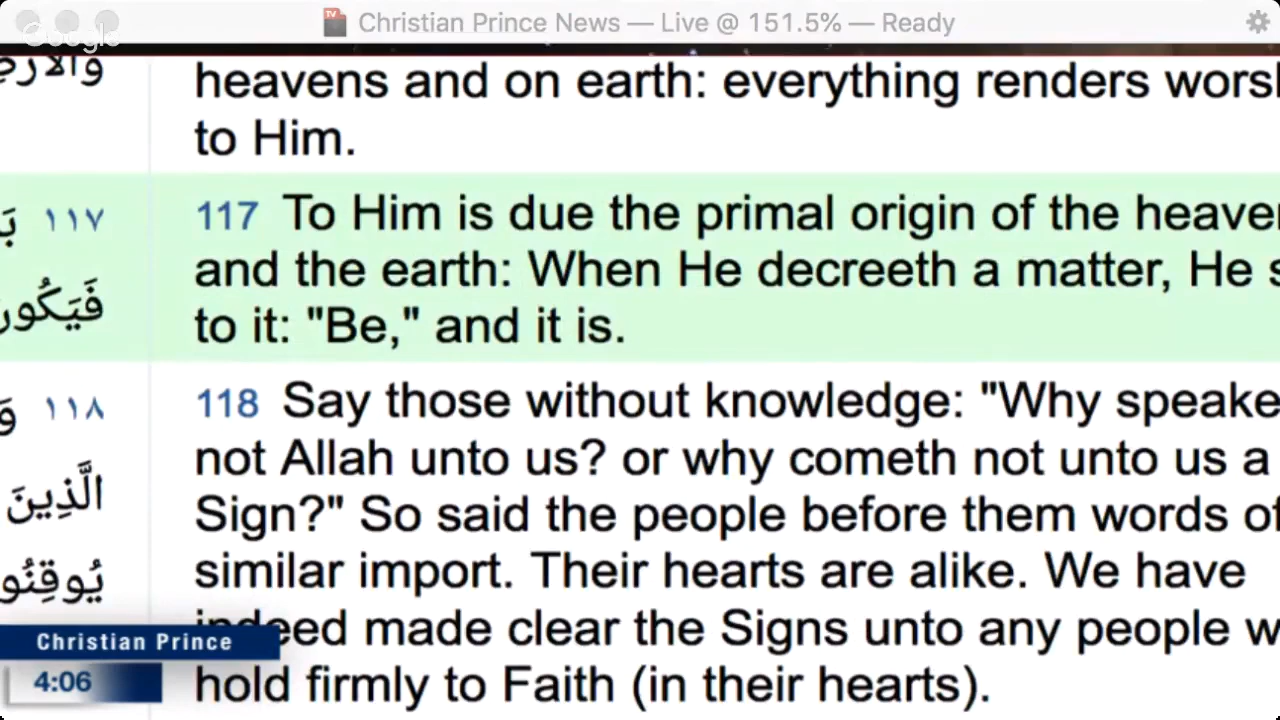 Google
Christian Prince News — Live @ 151.5% — Ready
heavens and on earth: everything renders
to Him.
١١٧
117 To Him is due the primal origin of the
and the earth: When He decreeth a matter, He
to it: "Be," and it is.
فَيَكُون
١١٨
118 Say those without knowledge: "Why
الَّذِينَ
not Allah unto us? or why cometh not unto us a
Sign?" So said the people before them words of
similar import. Their hearts are alike. We have
indeed made clear the Signs unto any people
hold firmly to Faith (in their hearts).
Christian Prince
4:06